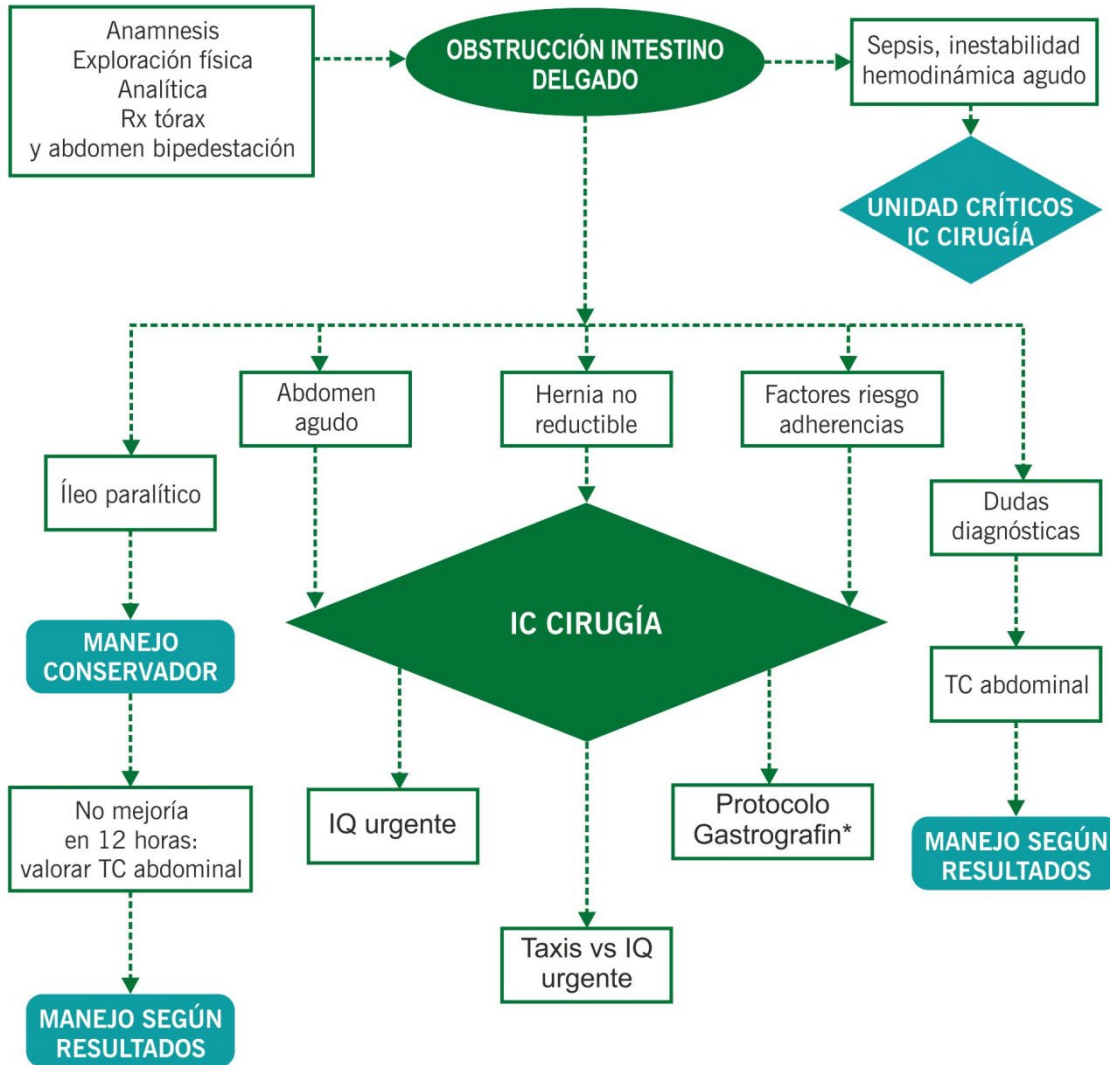 Anamnesis
Exploración física
Analítica
Rx tórax
y abdomen bipedestación
OBSTRUCCIÓN INTESTINO
DELGADO
Sepsis, inestabilidad
hemodinámica agudo
UNIDAD CRÍTICOS
IC CIRUGÍA
Abdomen
agudo
Hernia no
reductible
Factores riesgo
adherencias
Íleo paralítico
Dudas
diagnósticas
IC CIRUGÍA
MANEJO
CONSERVADOR
TC abdominal
No mejoría
en 12 horas:
valorar TC abdominal
IQ urgente
Protocolo
Gastrografin*
MANEJO SEGÚN
RESULTADOS
Taxis vs IQ
urgente
MANEJO SEGÚN
RESULTADOS